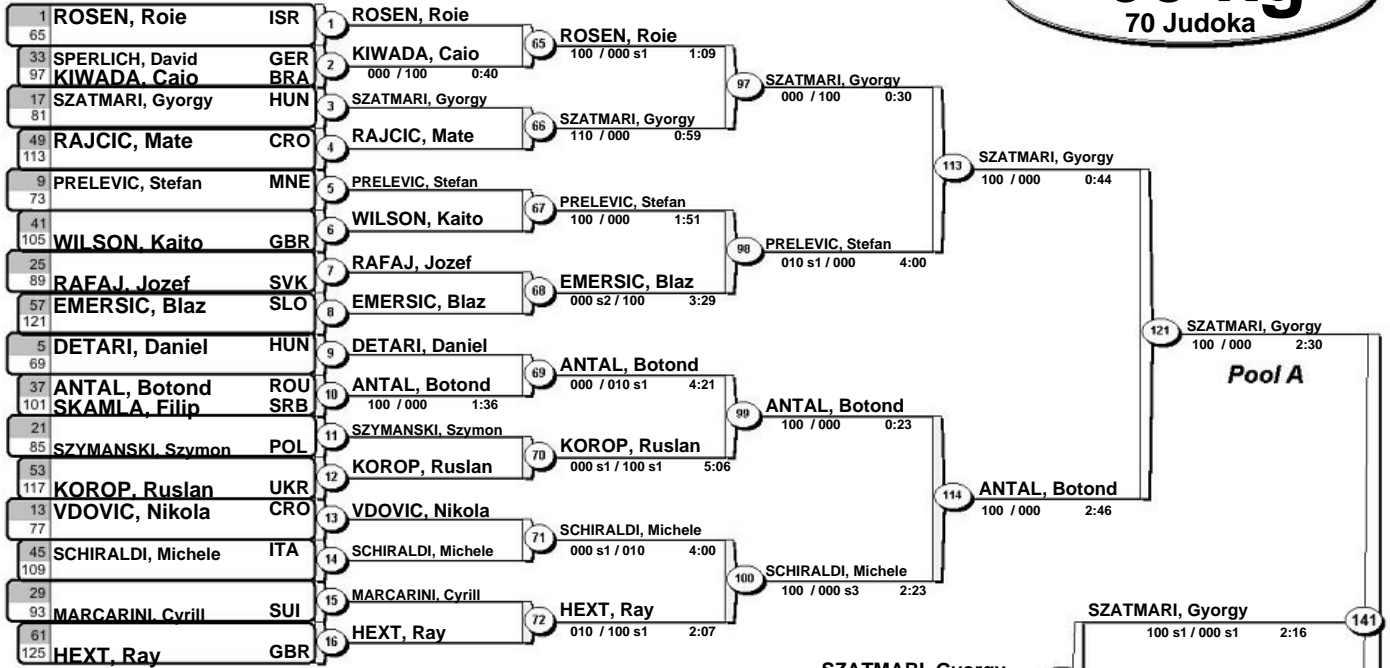 70 Judoka
1 ROSEN, Roie ISR
65
33 SPERLICH, David GER
97 KIWADA, Caio BRA
17 SZATMARI, Gyorgy HUN
81
49 RAJCIC, Mate CRO
113
9 PRELEVIC, Stefan MNE
73
41
105 WILSON, Kaito GBR
25
89 RAFAJ, Jozef SVK
57 EMERSIC, Blaz SLO
121
5 DETARI, Daniel HUN
69
37 ANTAL, Botond ROU
101 SKAMLA, Filip SRB
21
85 SZYMANSKI, Szymon POL
53
117 KOROP, Ruslan UKR
13 VDOVIC, Nikola CRO
77
45 SCHIRALDI, Michele ITA
109
29
93 MARCARINI, Cyrill SUI
61
125 HEXT, Ray GBR
1 ROSEN, Roie
2 KIWADA, Caio
000 / 100 0:40
3 SZATMARI, Gyorgy
4 RAJCIC, Mate
5 PRELEVIC, Stefan
6 WILSON, Kaito
7 RAFAJ, Jozef
8 EMERSIC, Blaz
9 DETARI, Daniel
10 ANTAL, Botond
100 / 000 1:36
11 SZYMANSKI, Szymon
12 KOROP, Ruslan
13 VDOVIC, Nikola
14 SCHIRALDI, Michele
15 MARCARINI, Cyrill
16 HEXT, Ray
65 ROSEN, Roie
100 / 000 s1 1:09
66 SZATMARI, Gyorgy
110 / 000 0:59
67 PRELEVIC, Stefan
100 / 000 1:51
68 EMERSIC, Blaz
000 s2 / 100 3:29
69 ANTAL, Botond
000 / 010 s1 4:21
70 KOROP, Ruslan
000 s1 / 100 s1 5:06
71 SCHIRALDI, Michele
000 s1 / 010 4:00
72 HEXT, Ray
010 / 100 s1 2:07
97 SZATMARI, Gyorgy
000 / 100 0:30
98 PRELEVIC, Stefan
010 s1 / 000 4:00
99 ANTAL, Botond
100 / 000 0:23
100 SCHIRALDI, Michele
100 / 000 s3 2:23
113 SZATMARI, Gyorgy
100 / 000 0:44
114 ANTAL, Botond
100 / 000 2:46
121 SZATMARI, Gyorgy
100 / 000 2:30
Pool A
SZATMARI, Gyorgy 141
100 s1 / 000 s1 2:16
SZATMARI, Gyorgy